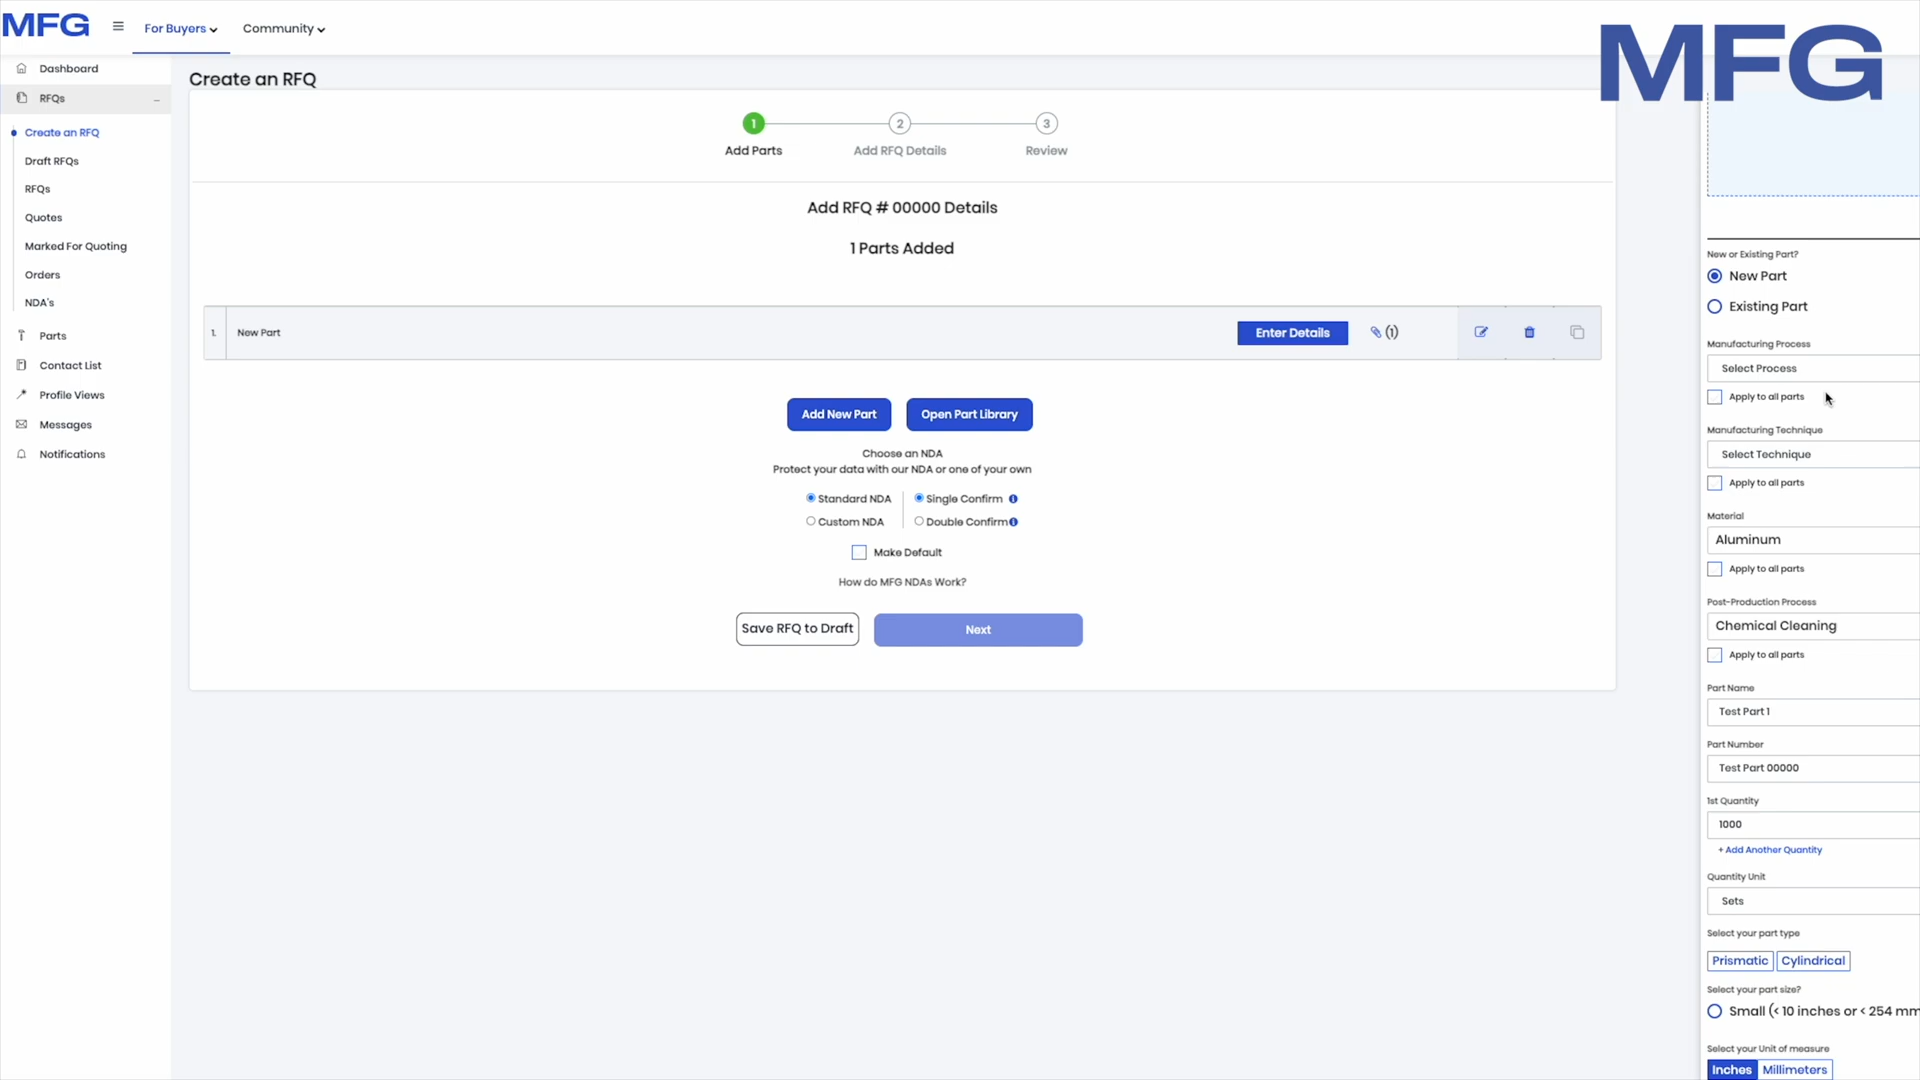 MFG
For Buyers
Community
MFG
Dashboard
RFQs
Create an RFQ
Draft RFQs
RFQs
Quotes
Marked For Quoting
Orders
NDA's
Parts
Contact List
Profile Views
Messages
Notifications
Create an RFQ
1
2
3
Add Parts
Add RFQ Details
Review
Add RFQ # 00000 Details
1 Parts Added
1.
New Part
Enter Details
(1)
Add New Part
Open Part Library
Choose an NDA
Protect your data with our NDA or one of your own
Standard NDA
Single Confirm
Custom NDA
Double Confirm
Make Default
How do MFG NDAs Work?
Save RFQ to Draft
Next
New or Existing Part?
New Part
Existing Part
Manufacturing Process
Select Process
Apply to all parts
Manufacturing Technique
Select Technique
Apply to all parts
Material
Aluminum
Apply to all parts
Post-Production Process
Chemical Cleaning
Apply to all parts
Part Name
Test Part 1
Part Number
Test Part 00000
1st Quantity
1000
+ Add Another Quantity
Quantity Unit
Sets
Select your part type
Prismatic
Cylindrical
Select your part size?
Small (< 10 inches or < 254 mm
Select your Unit of measure
Inches
Millimeters